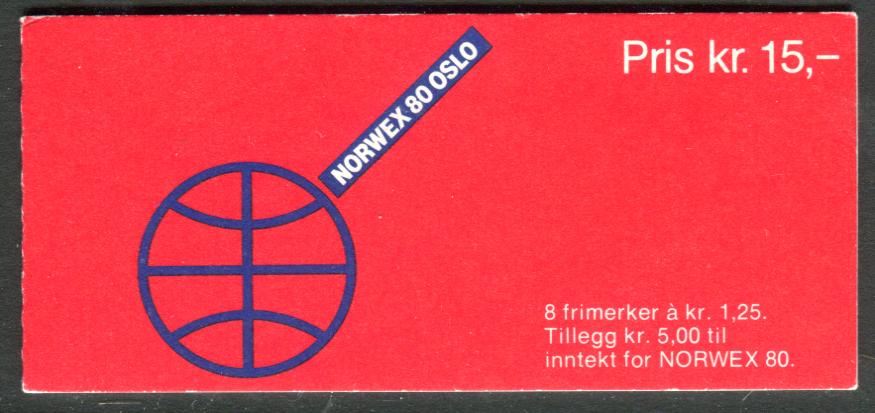 Pris kr. 15,–
NORWEX 80 OSLO
8 frimerker à kr. 1,25.
Tillegg kr. 5,00 til
inntekt for NORWEX 80.